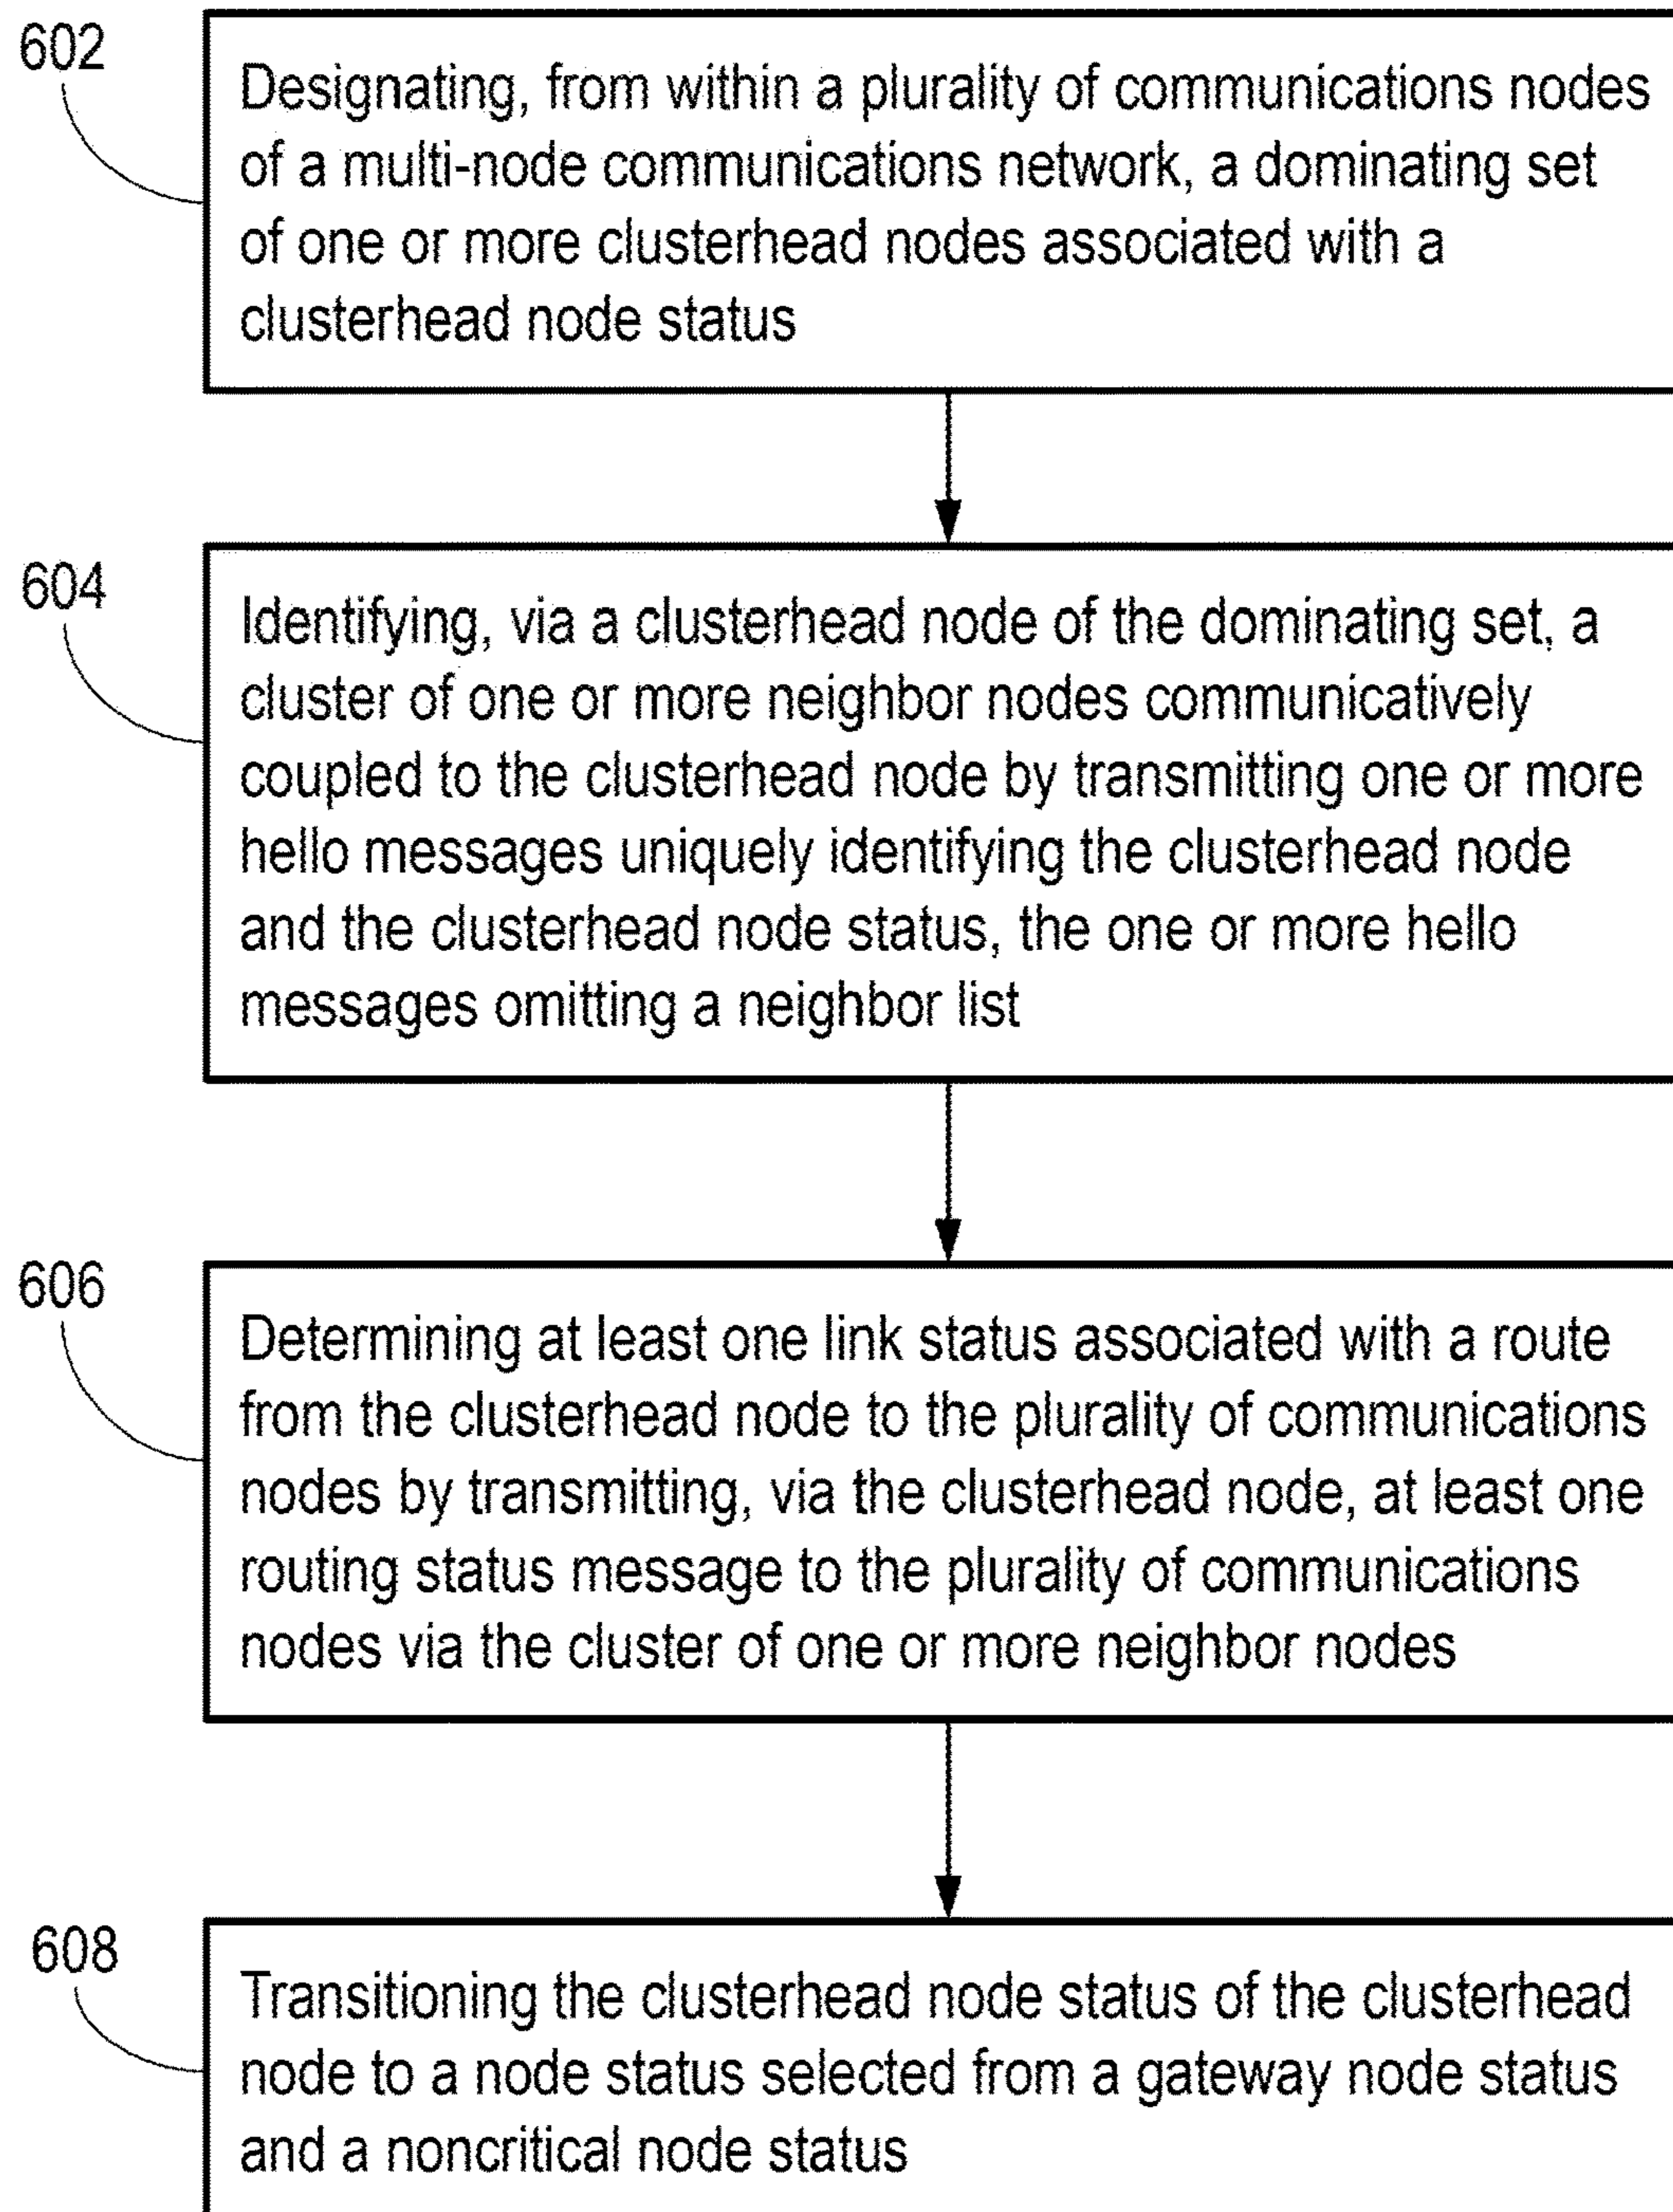 602
Designating, from within a plurality of communications nodes
of a multi-node communications network, a dominating set
of one or more clusterhead nodes associated with a
clusterhead node status
604
Identifying, via a clusterhead node of the dominating set, a
cluster of one or more neighbor nodes communicatively
coupled to the clusterhead node by transmitting one or more
hello messages uniquely identifying the clusterhead node
and the clusterhead node status, the one or more hello
messages omitting a neighbor list
606
Determining at least one link status associated with a route
from the clusterhead node to the plurality of communications
nodes by transmitting, via the clusterhead node, at least one
routing status message to the plurality of communications
nodes via the cluster of one or more neighbor nodes
608
Transitioning the clusterhead node status of the clusterhead
node to a node status selected from a gateway node status
and a noncritical node status